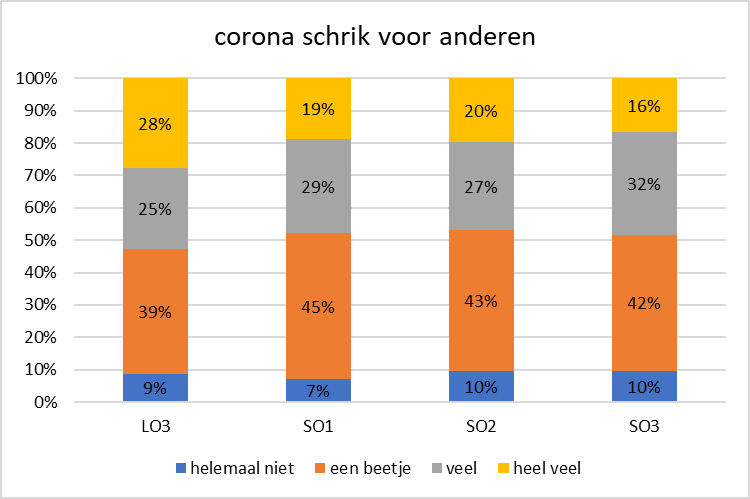 corona schrik voor anderen
100%
90%
80%
70%
60%
50%
40%
30%
20%
10%
0%
28% 19% 20% 16%
25% 29% 27% 32%
39% 45% 43% 42%
9% 7% 10% 10%
LO3 SO1 SO2 SO3
helemaal niet een beetje veel heel veel